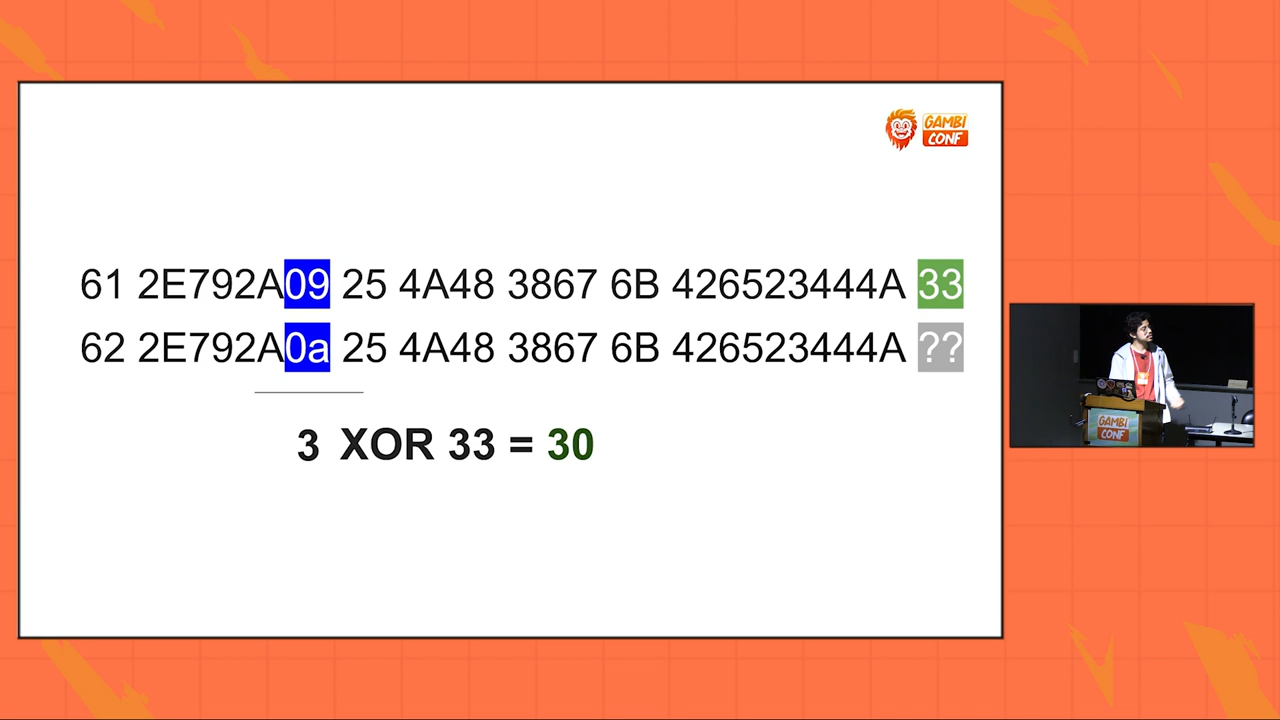 GAMBI
CONF
61 2E792A09 25 4A48 3867 6B 426523444A 33
62 2E792A0a 25 4A48 3867 6B 426523444A ??
3 XOR 33 = 30
GAMBI
CONF